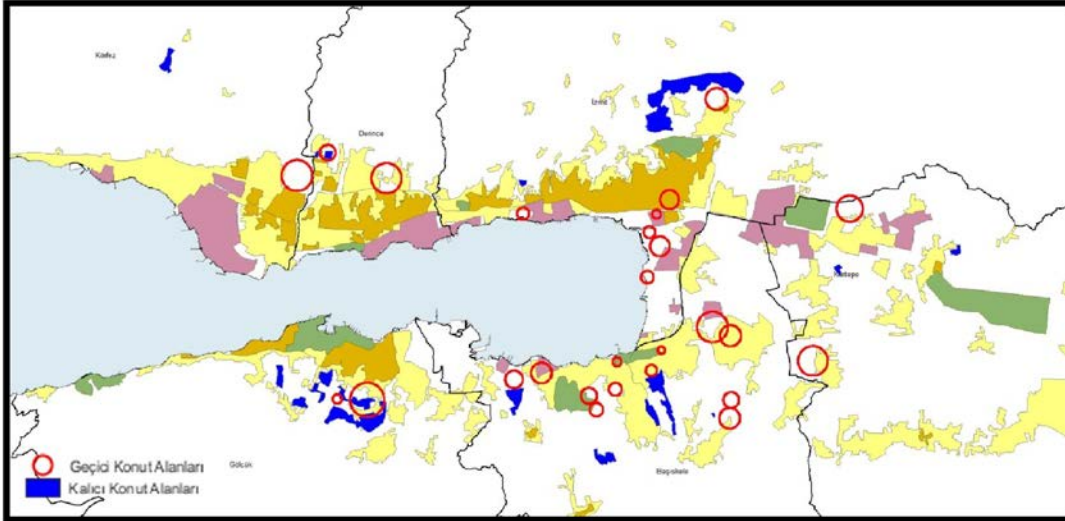 Körfez
İzmit
Derince
Kartepe
Gölcük
Başiskele
Geçici Konut Alanları
Kalıcı Konut Alanları